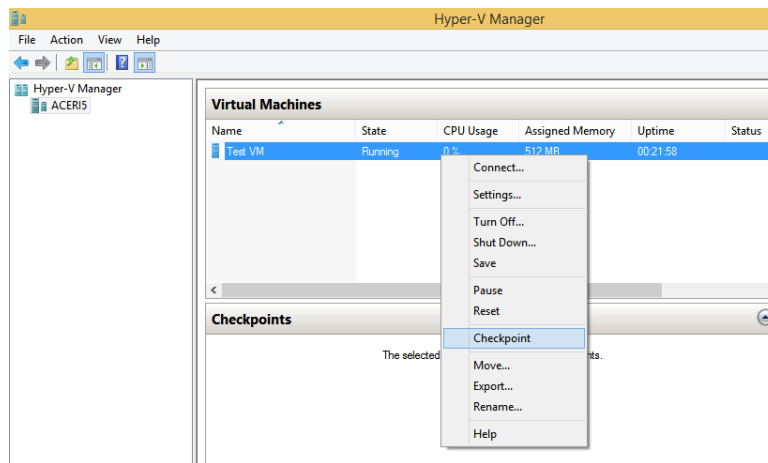 Hyper-V Manager
File Action View Help
Hyper-V Manager
ACERI5
Virtual Machines
Name State CPU Usage Assigned Memory Uptime Status
Test VM Running 0 % 512 MB 00:21:58
Connect...
Settings...
Turn Off...
Shut Down...
Save
Pause
Reset
Checkpoints
Checkpoint
The selected
Move...
Export...
Rename...
Help